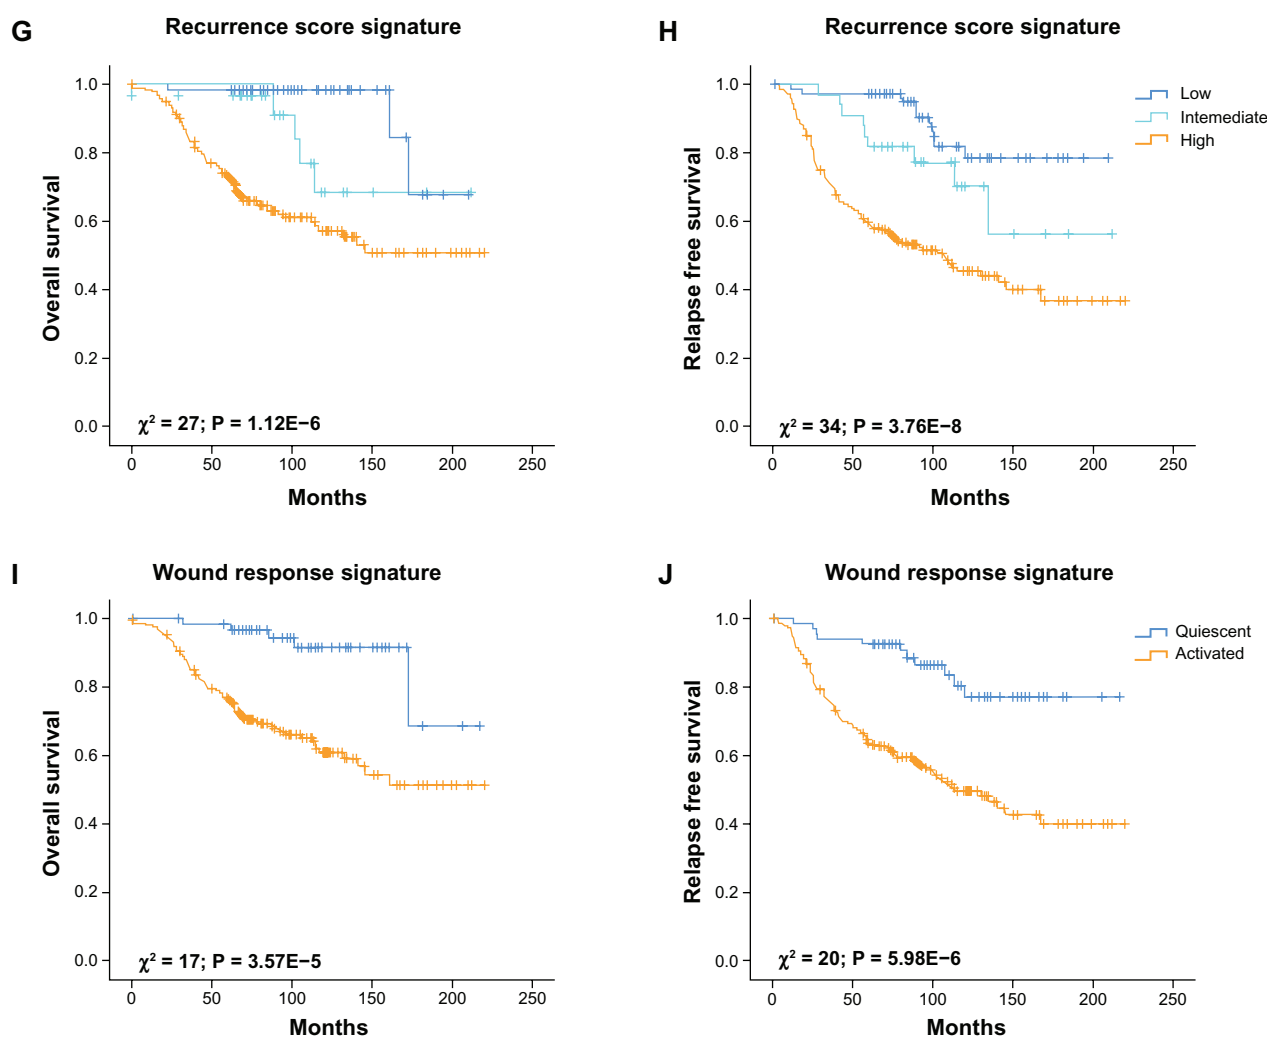 G
Recurrence score signature
1.0
0.8
0.6
0.4
0.2
0.0
Overall survival
χ² = 27; P = 1.12E−6
0 50 100 150 200 250
Months
H
Recurrence score signature
1.0
0.8
0.6
0.4
0.2
0.0
Relapse free survival
Low
Intemediate
High
χ² = 34; P = 3.76E−8
0 50 100 150 200 250
Months
I
Wound response signature
1.0
0.8
0.6
0.4
0.2
0.0
Overall survival
χ² = 17; P = 3.57E−5
0 50 100 150 200 250
Months
J
Wound response signature
1.0
0.8
0.6
0.4
0.2
0.0
Relapse free survival
Quiescent
Activated
χ² = 20; P = 5.98E−6
0 50 100 150 200 250
Months